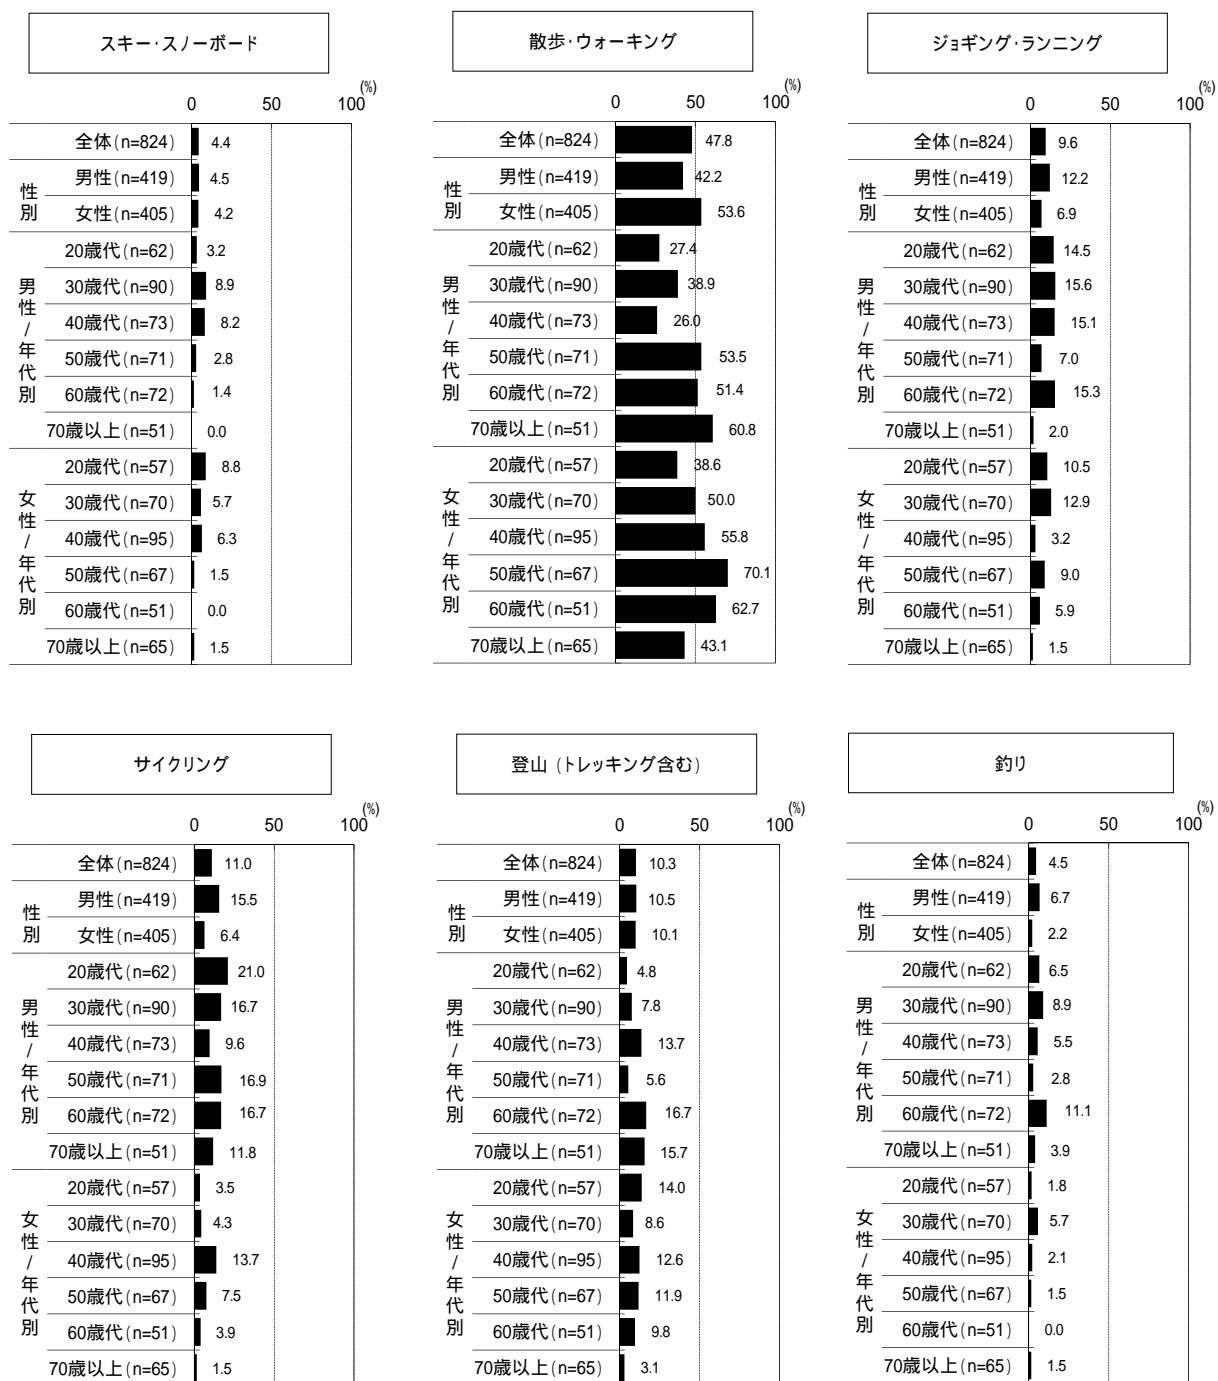 スキー・スノーボード
(%)
0 50 100
全体(n=824) 4.4
性別
男性(n=419) 4.5
女性(n=405) 4.2
男性/年代別
20歳代(n=62) 3.2
30歳代(n=90) 8.9
40歳代(n=73) 8.2
50歳代(n=71) 2.8
60歳代(n=72) 1.4
70歳以上(n=51) 0.0
女性/年代別
20歳代(n=57) 8.8
30歳代(n=70) 5.7
40歳代(n=95) 6.3
50歳代(n=67) 1.5
60歳代(n=51) 0.0
70歳以上(n=65) 1.5
散歩・ウォーキング
(%)
0 50 100
全体(n=824) 47.8
性別
男性(n=419) 42.2
女性(n=405) 53.6
男性/年代別
20歳代(n=62) 27.4
30歳代(n=90) 38.9
40歳代(n=73) 26.0
50歳代(n=71) 53.5
60歳代(n=72) 51.4
70歳以上(n=51) 60.8
女性/年代別
20歳代(n=57) 38.6
30歳代(n=70) 50.0
40歳代(n=95) 55.8
50歳代(n=67) 70.1
60歳代(n=51) 62.7
70歳以上(n=65) 43.1
ジョギング・ランニング
(%)
0 50 100
全体(n=824) 9.6
性別
男性(n=419) 12.2
女性(n=405) 6.9
男性/年代別
20歳代(n=62) 14.5
30歳代(n=90) 15.6
40歳代(n=73) 15.1
50歳代(n=71) 7.0
60歳代(n=72) 15.3
70歳以上(n=51) 2.0
女性/年代別
20歳代(n=57) 10.5
30歳代(n=70) 12.9
40歳代(n=95) 3.2
50歳代(n=67) 9.0
60歳代(n=51) 5.9
70歳以上(n=65) 1.5
サイクリング
(%)
0 50 100
全体(n=824) 11.0
性別
男性(n=419) 15.5
女性(n=405) 6.4
男性/年代別
20歳代(n=62) 21.0
30歳代(n=90) 16.7
40歳代(n=73) 9.6
50歳代(n=71) 16.9
60歳代(n=72) 16.7
70歳以上(n=51) 11.8
女性/年代別
20歳代(n=57) 3.5
30歳代(n=70) 4.3
40歳代(n=95) 13.7
50歳代(n=67) 7.5
60歳代(n=51) 3.9
70歳以上(n=65) 1.5
登山(トレッキング含む)
(%)
0 50 100
全体(n=824) 10.3
性別
男性(n=419) 10.5
女性(n=405) 10.1
男性/年代別
20歳代(n=62) 4.8
30歳代(n=90) 7.8
40歳代(n=73) 13.7
50歳代(n=71) 5.6
60歳代(n=72) 16.7
70歳以上(n=51) 15.7
女性/年代別
20歳代(n=57) 14.0
30歳代(n=70) 8.6
40歳代(n=95) 12.6
50歳代(n=67) 11.9
60歳代(n=51) 9.8
70歳以上(n=65) 3.1
釣り
(%)
0 50 100
全体(n=824) 4.5
性別
男性(n=419) 6.7
女性(n=405) 2.2
男性/年代別
20歳代(n=62) 6.5
30歳代(n=90) 8.9
40歳代(n=73) 5.5
50歳代(n=71) 2.8
60歳代(n=72) 11.1
70歳以上(n=51) 3.9
女性/年代別
20歳代(n=57) 1.8
30歳代(n=70) 5.7
40歳代(n=95) 2.1
50歳代(n=67) 1.5
60歳代(n=51) 0.0
70歳以上(n=65) 1.5